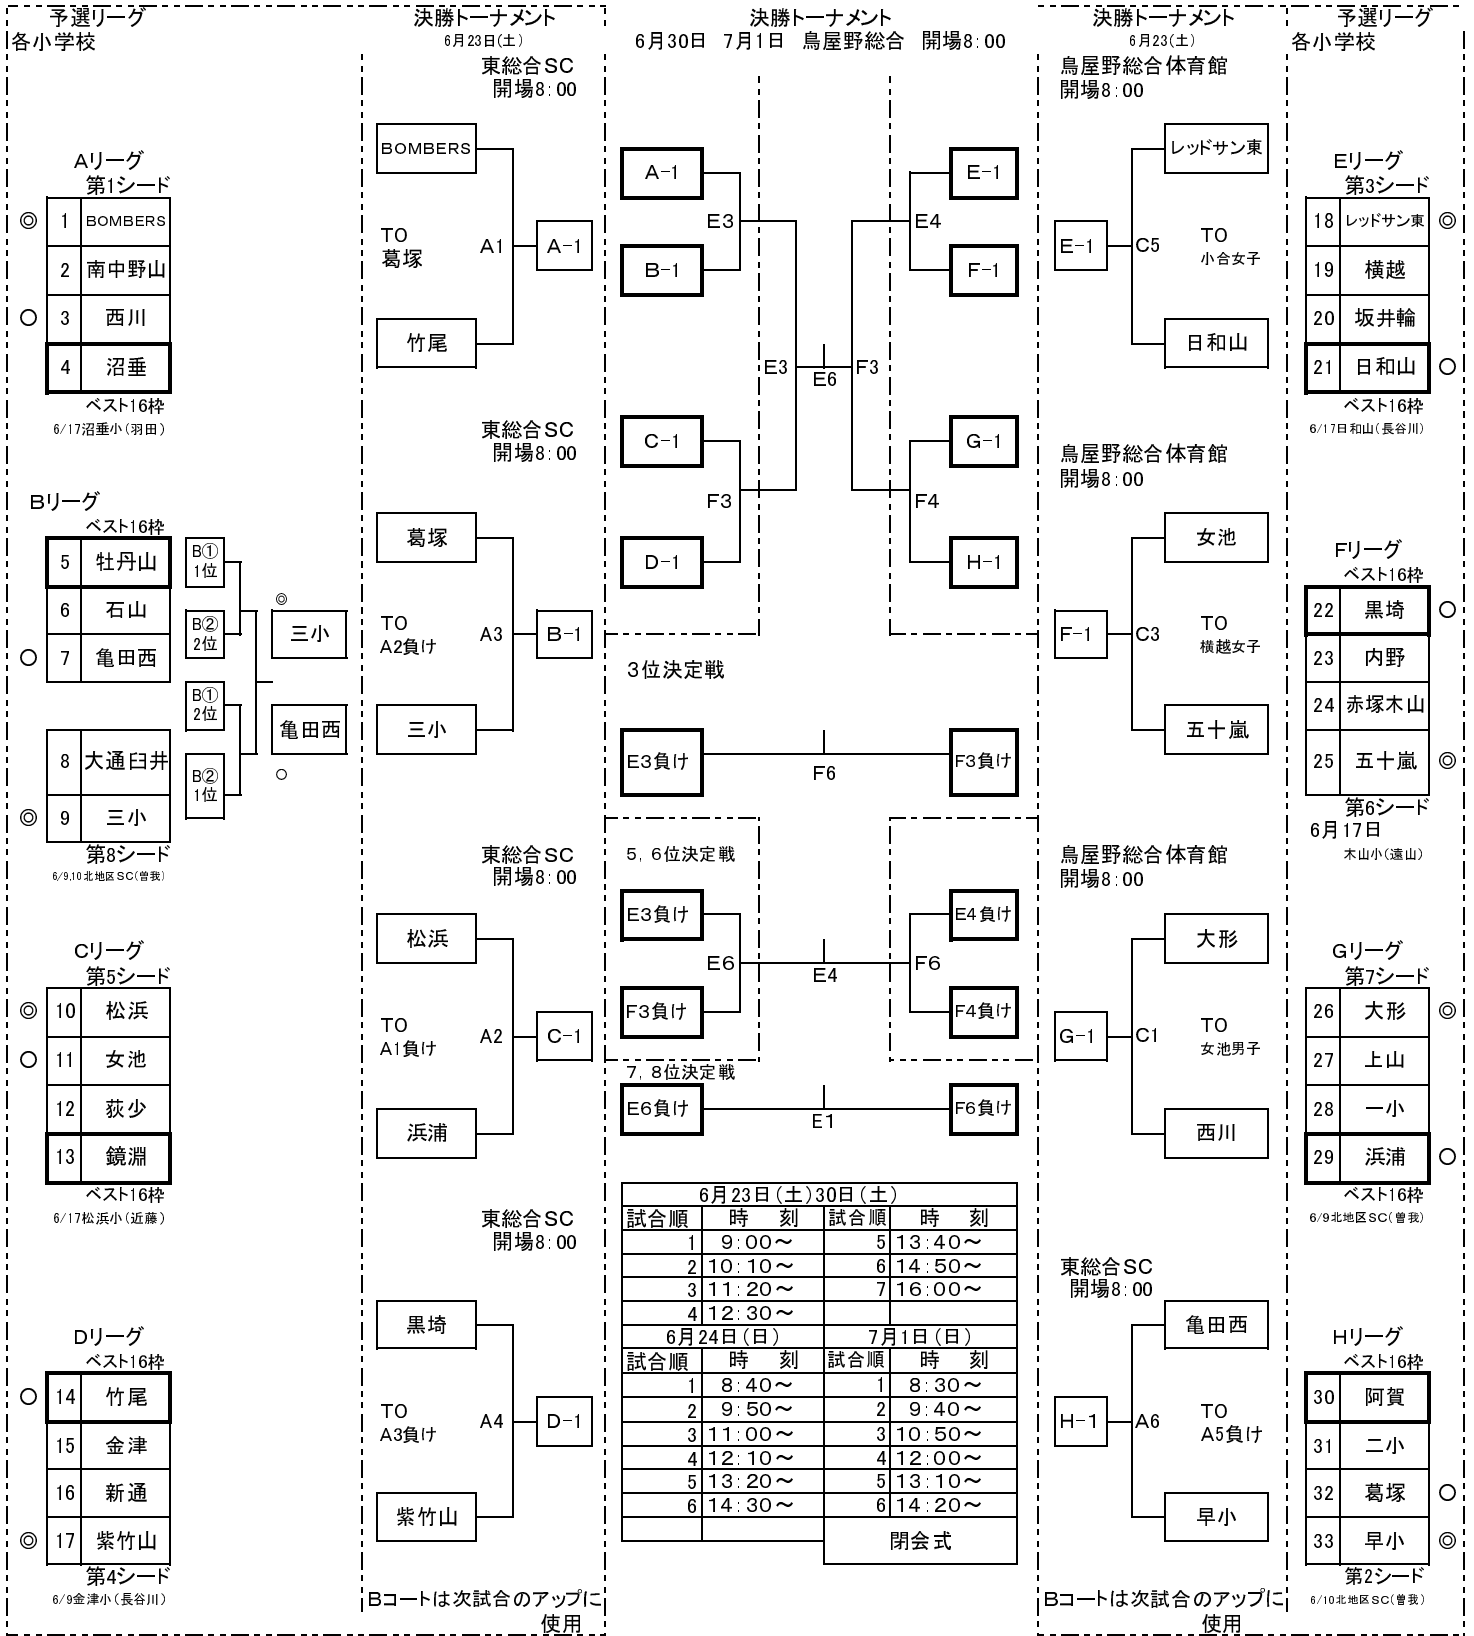 予選リーグ
各小学校
Aリーグ
第1シード
◎ 1 BOMBERS
2 南中野山
○ 3 西川
4 沼垂
ベスト16枠
6/17沼垂小(羽田)
Bリーグ
ベスト16枠
5 牡丹山
6 石山
○ 7 亀田西
8 大通臼井
◎ 9 三小
第8シード
6/9,10北地区SC(曽我)
B①
1位
B②
2位
B①
2位
B②
1位
◎
三小
亀田西
○
Cリーグ
第5シード
◎ 10 松浜
○ 11 女池
12 荻少
13 鏡淵
ベスト16枠
6/17松浜小(近藤)
Dリーグ
ベスト16枠
○ 14 竹尾
15 金津
16 新通
◎ 17 紫竹山
第4シード
6/9金津小(長谷川)
決勝トーナメント
6月23日(土)
東総合SC
開場8:00
BOMBERS
TO
葛塚
A1
A-1
竹尾
東総合SC
開場8:00
葛塚
TO
A2負け
A3
B-1
三小
東総合SC
開場8:00
松浜
TO
A1負け
A2
C-1
浜浦
東総合SC
開場8:00
黒埼
TO
A3負け
A4
D-1
紫竹山
Bコートは次試合のアップに
使用
決勝トーナメント
6月30日 7月1日 鳥屋野総合 開場8:00
A-1
E-1
E3
E4
B-1
F-1
E3
E6
F3
C-1
G-1
F3
F4
D-1
H-1
3位決定戦
E3負け
F3負け
F6
5,6位決定戦
E3負け
E4負け
E6
E4
F6
F3負け
F4負け
7,8位決定戦
E6負け
F6負け
E1
6月23日(土)30日(土)
試合順 時 刻 試合順 時 刻
1 9:00～ 5 13:40～
2 10:10～ 6 14:50～
3 11:20～ 7 16:00～
4 12:30～
6月24日(日) 7月1日(日)
試合順 時 刻 試合順 時 刻
1 8:40～ 1 8:30～
2 9:50～ 2 9:40～
3 11:00～ 3 10:50～
4 12:10～ 4 12:00～
5 13:20～ 5 13:10～
6 14:30～ 6 14:20～
閉会式
決勝トーナメント
6月23(土)
鳥屋野総合体育館
開場8:00
レッドサン東
E-1
C5
TO
小合女子
日和山
鳥屋野総合体育館
開場8:00
女池
F-1
C3
TO
横越女子
五十嵐
鳥屋野総合体育館
開場8:00
大形
G-1
C1
TO
女池男子
西川
東総合SC
開場8:00
亀田西
H-1
A6
TO
A5負け
早小
Bコートは次試合のアップに
使用
予選リーグ
各小学校
Eリーグ
第3シード
18 レッドサン東 ◎
19 横越
20 坂井輪
21 日和山 ○
ベスト16枠
6/17日和山(長谷川)
Fリーグ
ベスト16枠
22 黒埼 ○
23 内野
24 赤塚木山
25 五十嵐 ◎
第6シード
6月17日
木山小(遠山)
Gリーグ
第7シード
26 大形 ◎
27 上山
28 一小
29 浜浦 ○
ベスト16枠
6/9北地区SC(曽我)
Hリーグ
ベスト16枠
30 阿賀
31 二小
32 葛塚 ○
33 早小 ◎
第2シード
6/10北地区SC(曽我)